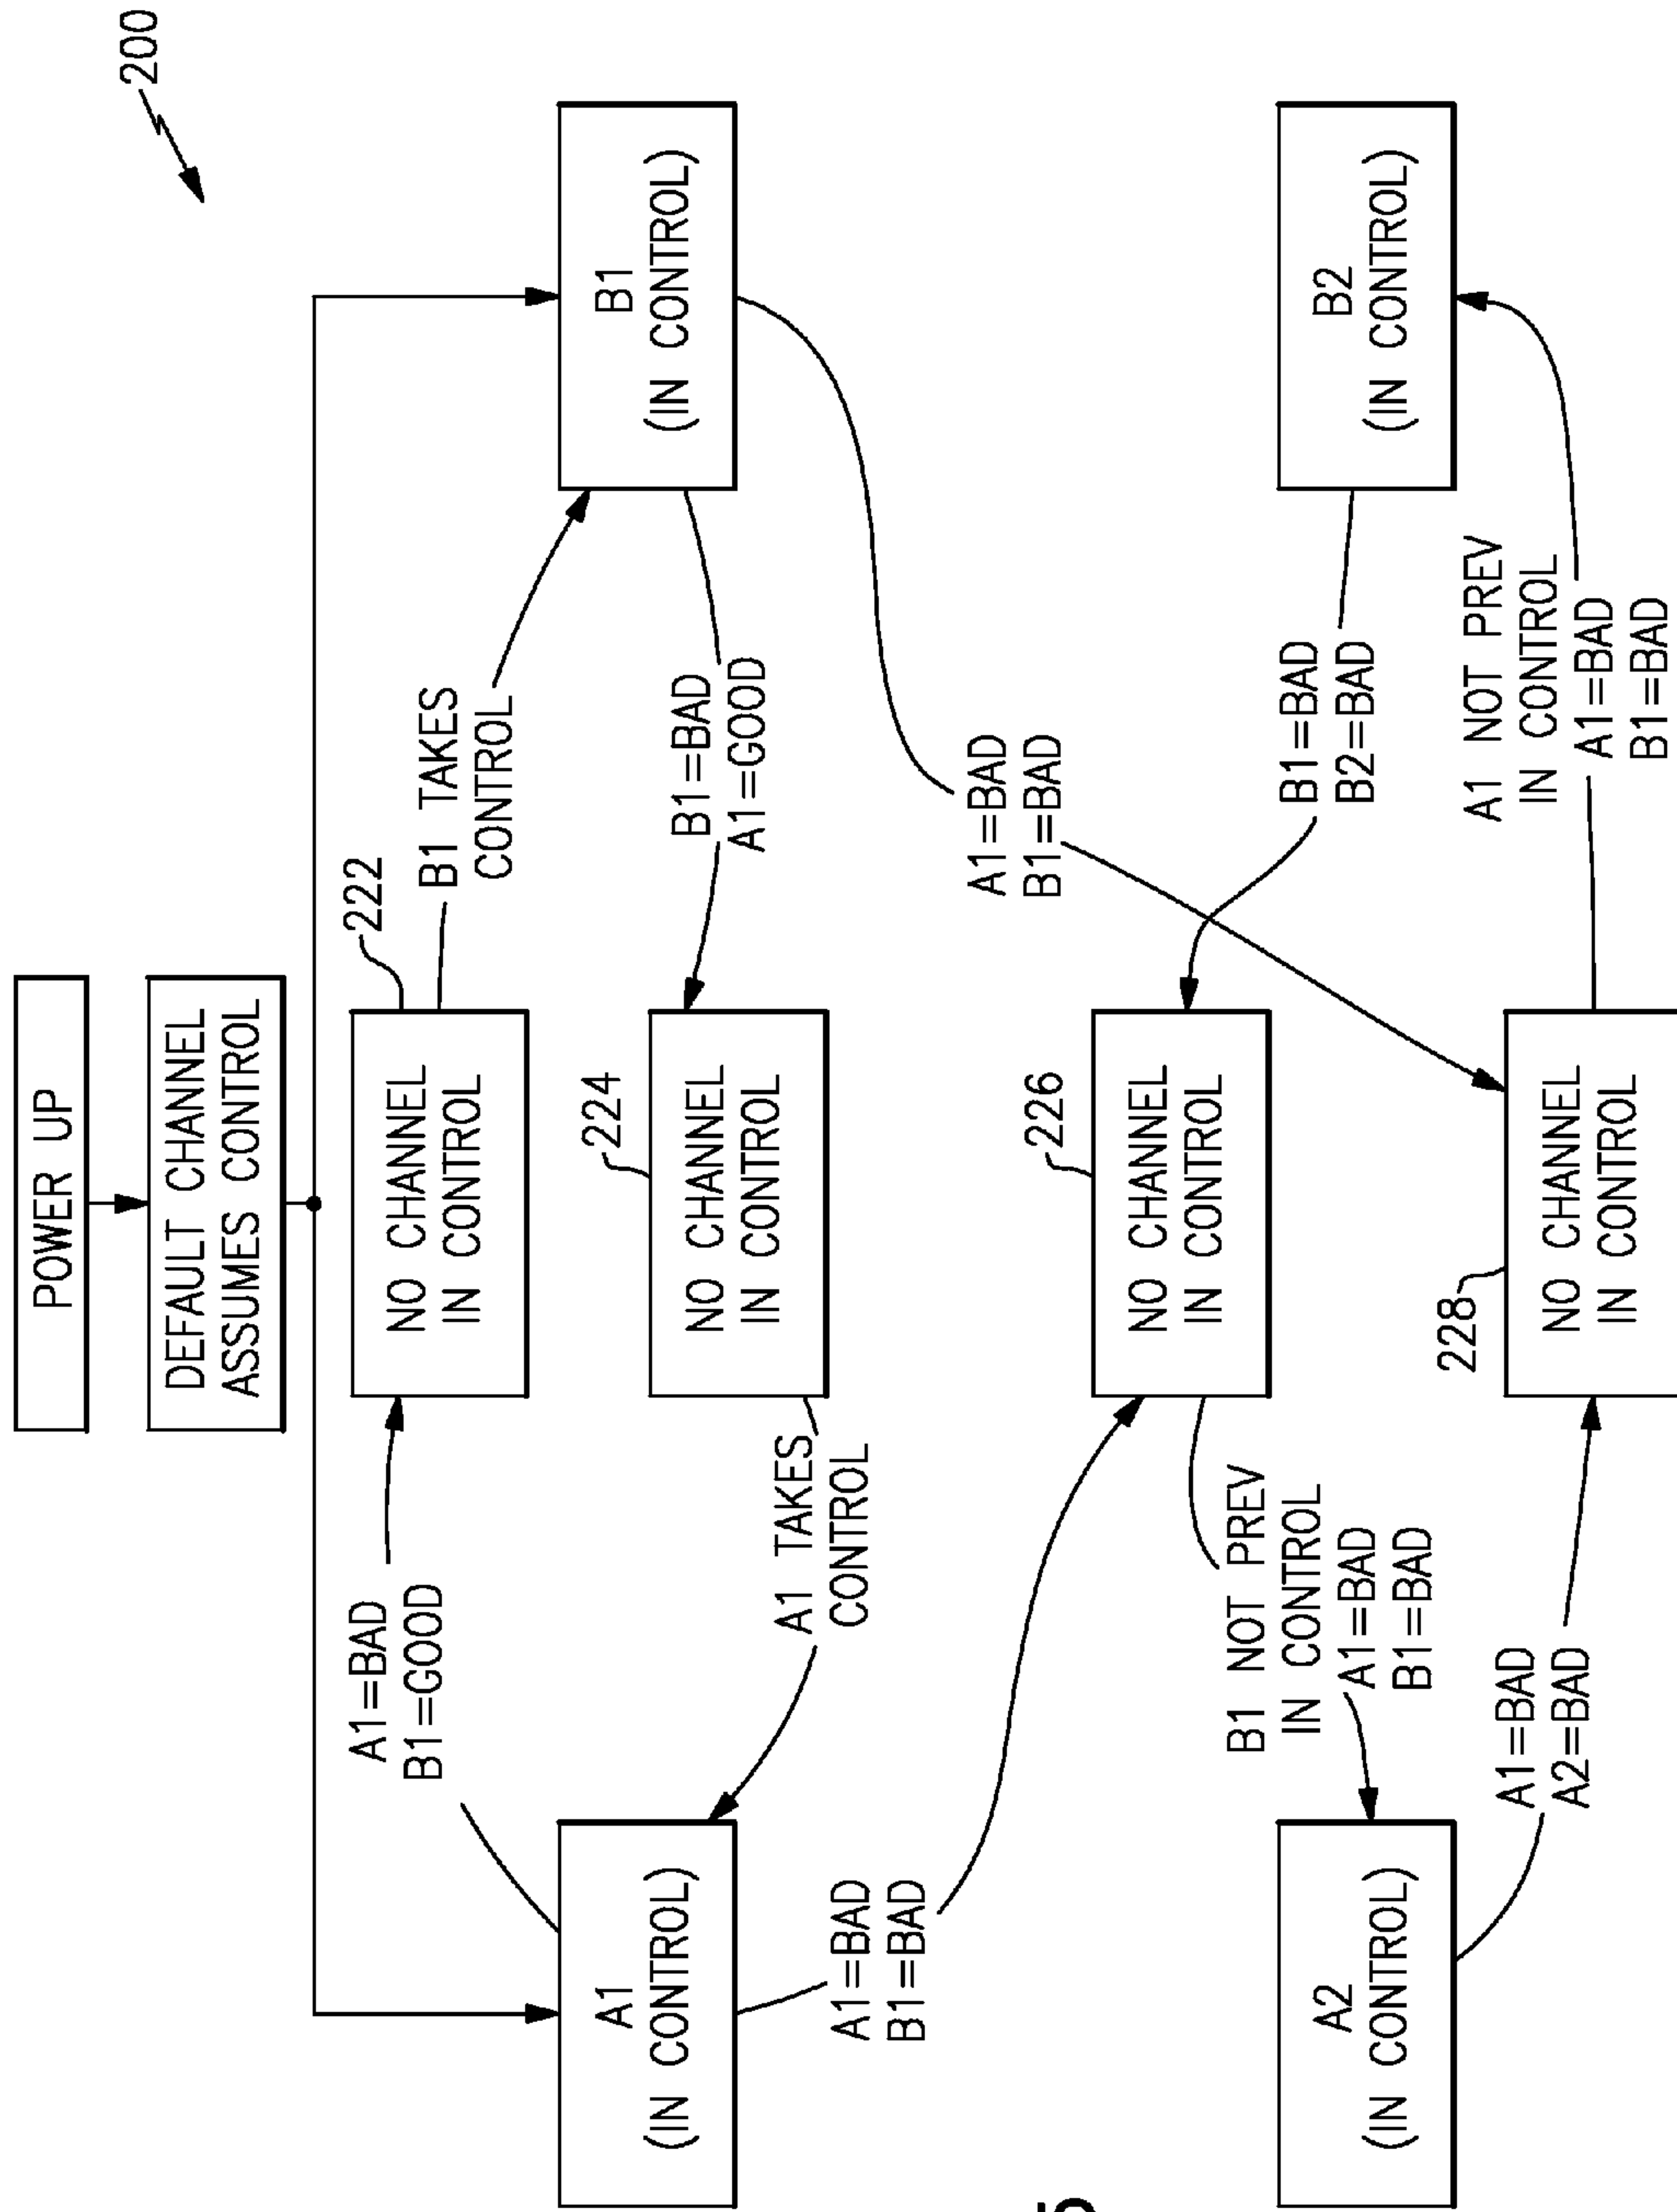 200
POWER UP
DEFAULT CHANNEL
ASSUMES CONTROL
222
A1=BAD
B1=GOOD
NO CHANNEL
IN CONTROL
B1 TAKES
CONTROL
A1
(IN CONTROL)
B1
(IN CONTROL)
224
NO CHANNEL
IN CONTROL
B1=BAD
A1=GOOD
A1 TAKES
CONTROL
A1=BAD
B1=BAD
A1=BAD
B1=BAD
226
NO CHANNEL
IN CONTROL
B1 NOT PREV
IN CONTROL
A1=BAD
B1=BAD
B1=BAD
B2=BAD
A2
(IN CONTROL)
B2
(IN CONTROL)
228
A1=BAD
A2=BAD
NO CHANNEL
IN CONTROL
A1 NOT PREV
IN CONTROL
A1=BAD
B1=BAD